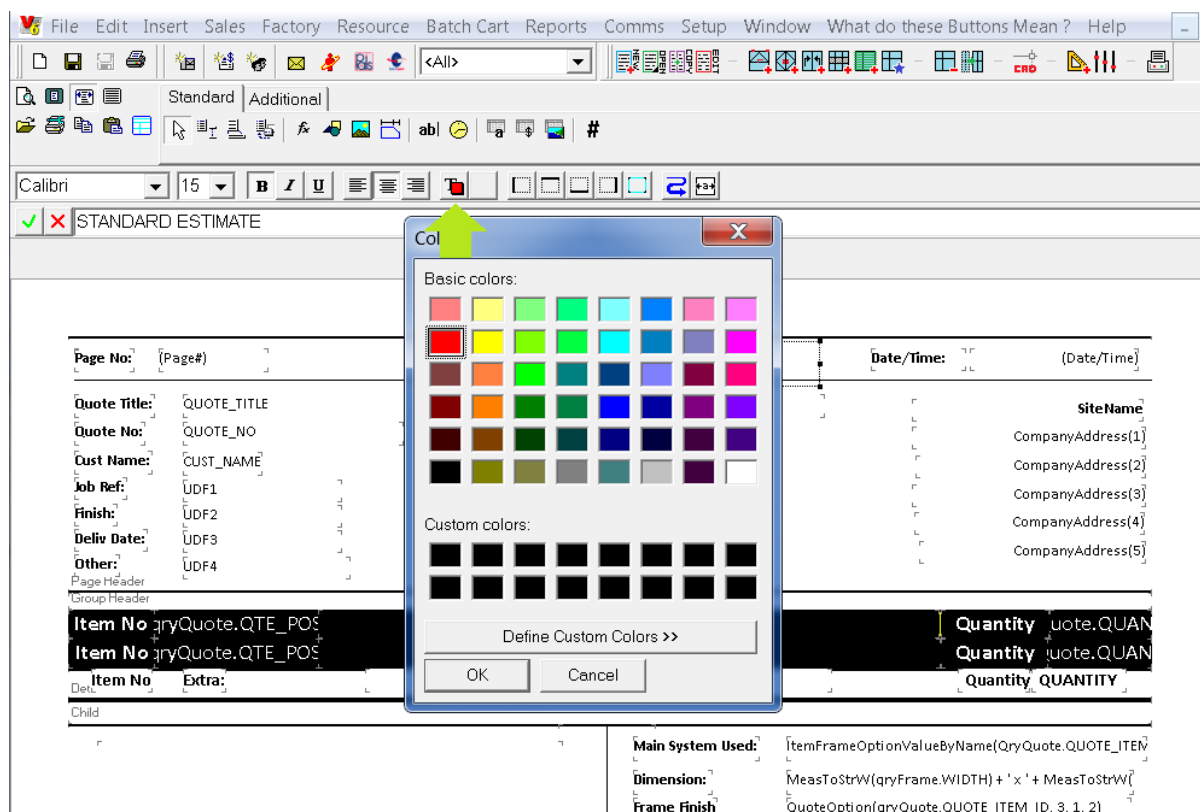 File Edit Insert Sales Factory Resource Batch Cart Reports Comms Setup Window What do these Buttons Mean ? Help
<All>
CAD
Standard Additional
fx ab| a $ #
Calibri 15 B I U T
STANDARD ESTIMATE
Col
Basic colors:
Page No: (Page#) Date/Time: (Date/Time)
Quote Title: QUOTE_TITLE SiteName
Quote No: QUOTE_NO CompanyAddress(1)
Cust Name: CUST_NAME CompanyAddress(2)
Job Ref: UDF1 CompanyAddress(3)
Finish: UDF2 CompanyAddress(4)
Deliv Date: UDF3 CompanyAddress(5)
Other: UDF4
Page Header
Custom colors:
Group Header
Item No qryQuote.QTE_POS Quantity uote.QUAN
Define Custom Colors >>
Item No qryQuote.QTE_POS Quantity uote.QUAN
OK Cancel
Item No Extra: Quantity QUANTITY
Child
Main System Used: ItemFrameOptionValueByName(QryQuote.QUOTE_ITEM
Dimension: MeasToStrW(qryFrame.WIDTH) + ' x ' + MeasToStrW(
Frame Finish QuoteOption(qryQuote.QUOTE_ITEM_ID, 3, 1, 2)